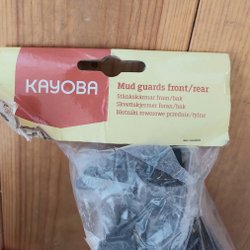 KAYOBA
Mud guards front/rear
Stänkskärmar fram/bak
Skvettskjermer foran/bak
Błotniki rowerowe przednie/tylne